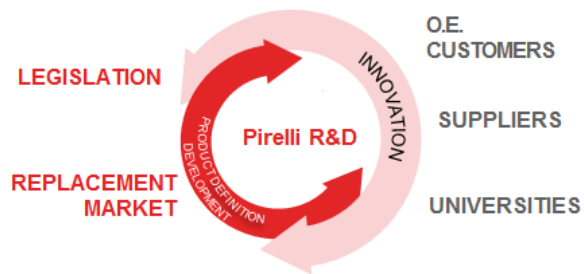 O.E.
CUSTOMERS
LEGISLATION
INNOVATION
SUPPLIERS
Pirelli R&D
PRODUCT DEFINITION
DEVELOPMENT
REPLACEMENT
MARKET
UNIVERSITIES